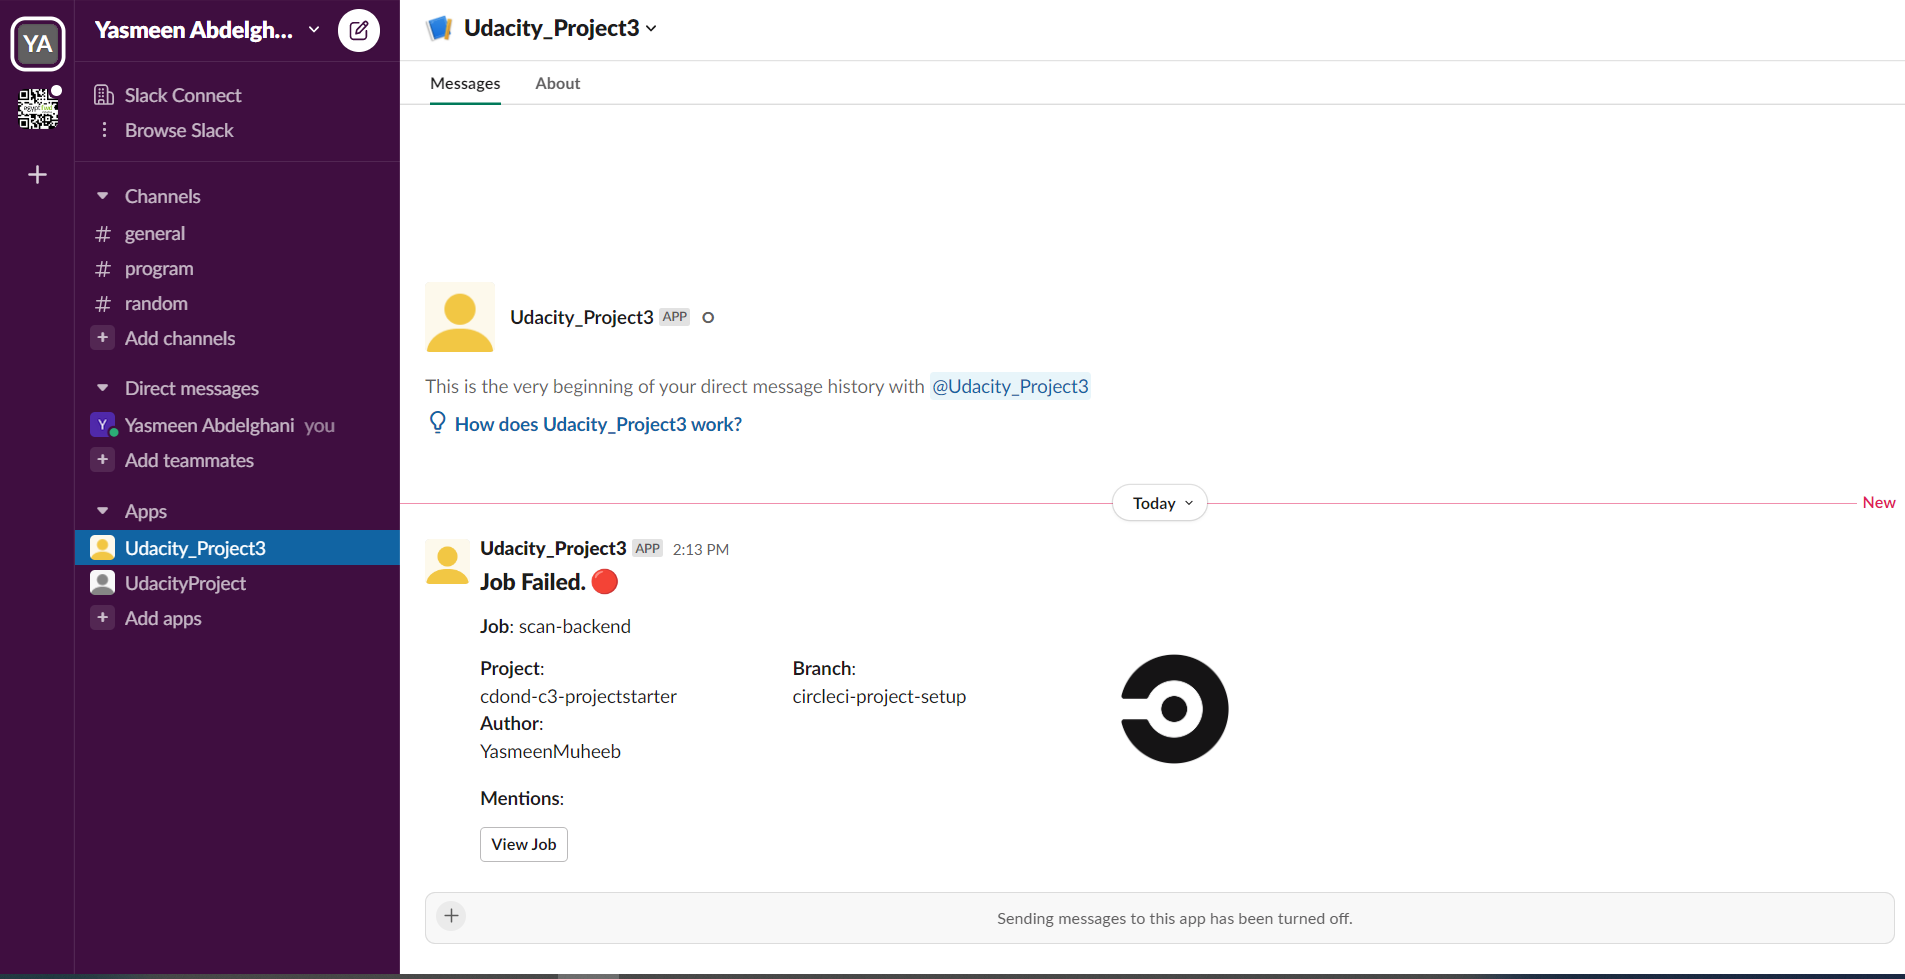 YA
Yasmeen Abdelgh...
Slack Connect
Browse Slack
Channels
# general
# program
# random
+ Add channels
Direct messages
Y Yasmeen Abdelghani you
+ Add teammates
Apps
Udacity_Project3
UdacityProject
+ Add apps
Udacity_Project3
Messages About
Udacity_Project3 APP
This is the very beginning of your direct message history with @Udacity_Project3
How does Udacity_Project3 work?
Today
New
Udacity_Project3 APP 2:13 PM
Job Failed.
Job: scan-backend
Project: Branch:
cdond-c3-projectstarter circleci-project-setup
Author:
YasmeenMuheeb
Mentions:
View Job
Sending messages to this app has been turned off.